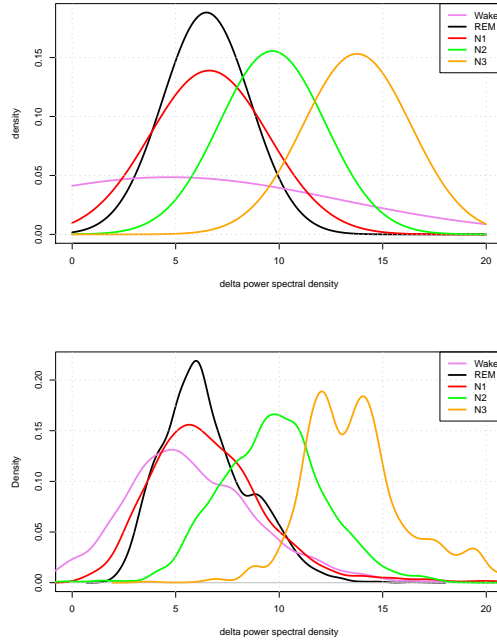 Wake
REM
N1
N2
N3
density
0.00
0.05
0.10
0.15
0 5 10 15 20
delta power spectral density
Wake
REM
N1
N2
N3
Density
0.00
0.05
0.10
0.15
0.20
0 5 10 15 20
delta power spectral density